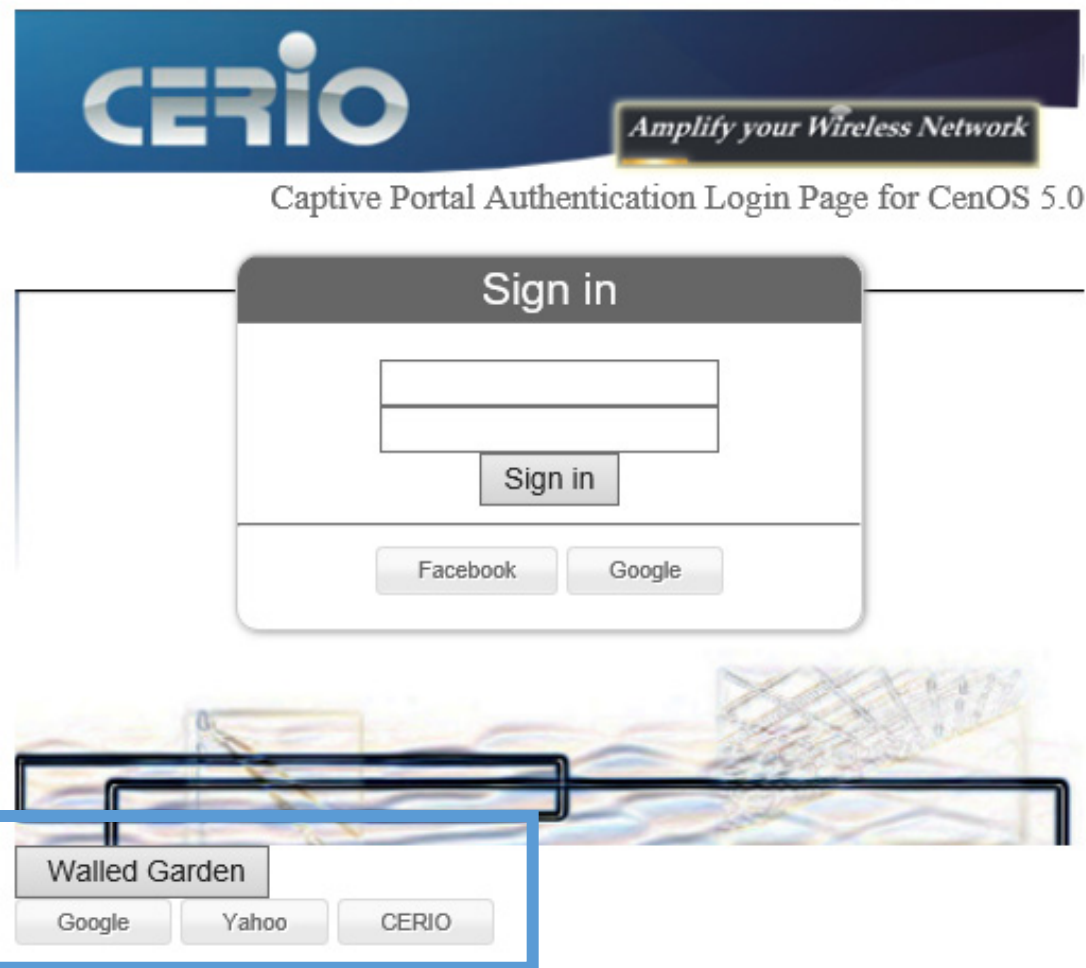 CERIO
Amplify your Wireless Network
Captive Portal Authentication Login Page for CenOS 5.0
Sign in
Sign in
Facebook Google
Walled Garden
Google Yahoo CERIO